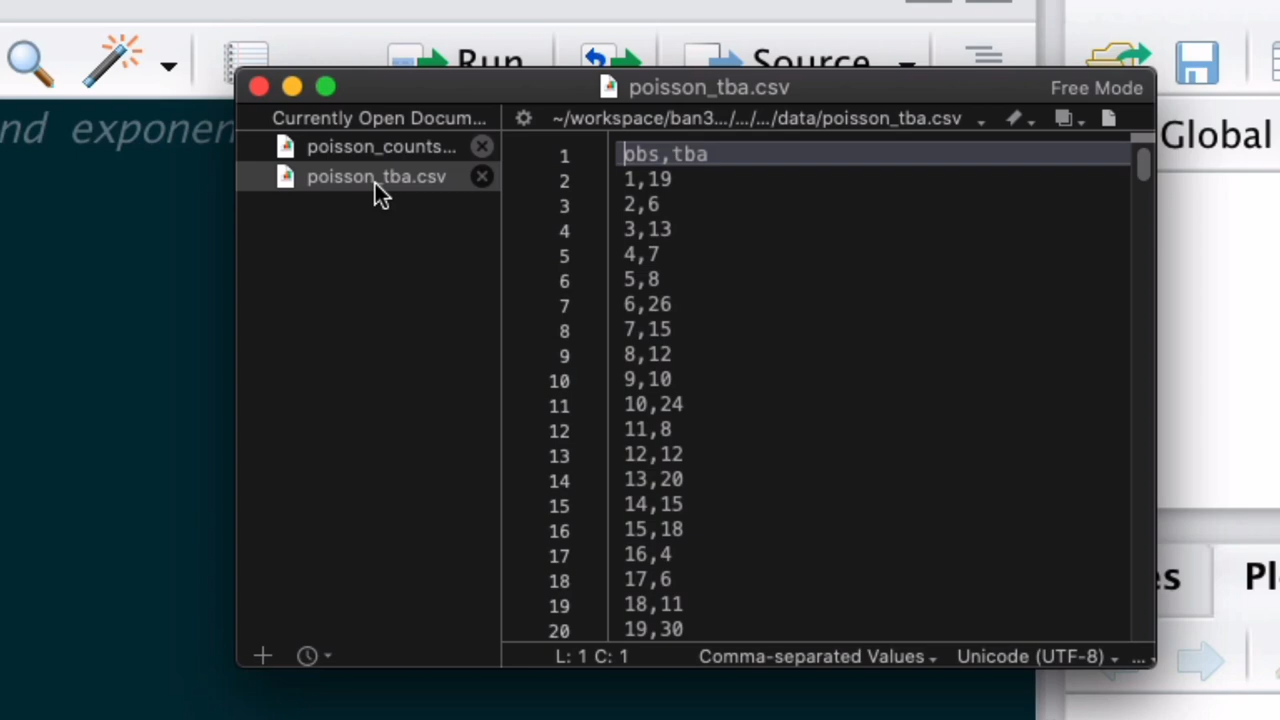 Run
Source
nd exponen
Global
poisson_tba.csv
Free Mode
Currently Open Docum...
~/workspace/ban3.../.../.../data/poisson_tba.csv
poisson_counts...
poisson_tba.csv
1 obs,tba
2 1,19
3 2,6
4 3,13
5 4,7
6 5,8
7 6,26
8 7,15
9 8,12
10 9,10
11 10,24
12 11,8
13 12,12
14 13,20
15 14,15
16 15,18
17 16,4
18 17,6
19 18,11
20 19,30
es
Pl
L: 1 C: 1
Comma-separated Values
Unicode (UTF-8)
...